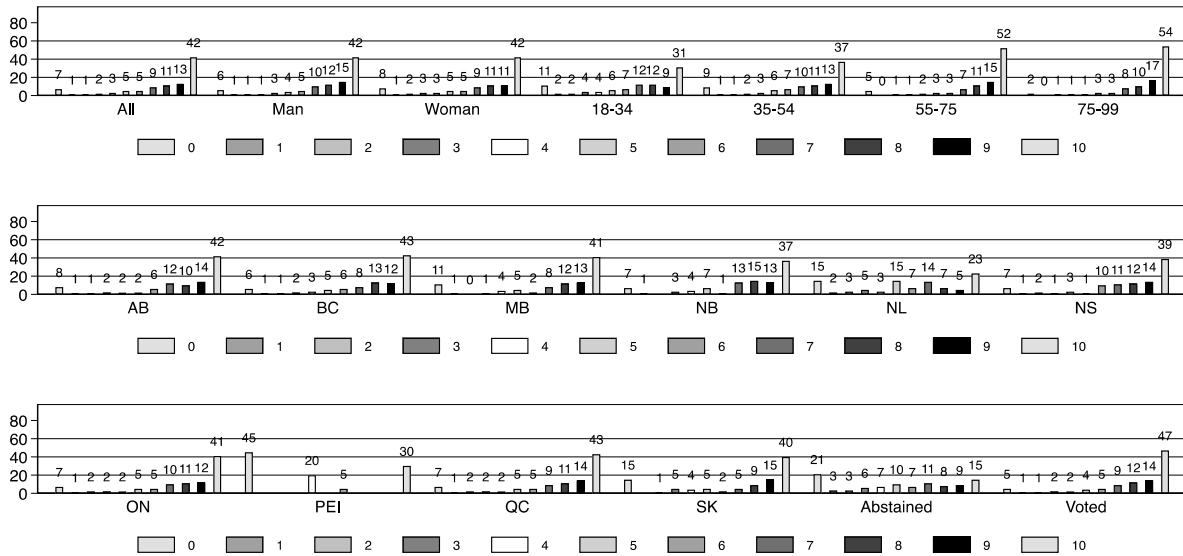 80
60
40
20
0
7 1 1 2 3 5 5 9 11 13 42
6 1 1 1 3 4 5 10 12 15 42
8 1 2 3 3 5 5 9 11 11 42
11 2 2 4 4 6 7 12 12 9 31
9 1 1 2 3 6 7 10 11 13 37
5 0 1 1 2 3 3 7 11 15 52
2 0 1 1 1 3 3 8 10 17 54
All Man Woman 18-34 35-54 55-75 75-99
0 1 2 3 4 5 6 7 8 9 10
80
60
40
20
0
8 1 1 2 2 2 6 12 10 14 42
6 1 1 2 3 5 6 8 13 12 43
11 1 0 1 4 5 2 8 12 13 41
7 1 3 4 7 1 13 15 13 37
15 2 3 5 3 15 7 14 7 5 23
7 1 2 1 3 1 10 11 12 14 39
AB BC MB NB NL NS
0 1 2 3 4 5 6 7 8 9 10
80
60
40
20
0
7 1 2 2 2 5 5 10 11 12 41
45 20 5 30
7 1 2 2 2 5 5 9 11 14 43
15 1 5 4 5 2 5 9 15 40
21 3 3 6 7 10 7 11 8 9 15
5 1 1 2 2 4 5 9 12 14 47
ON PEI QC SK Abstained Voted
0 1 2 3 4 5 6 7 8 9 10